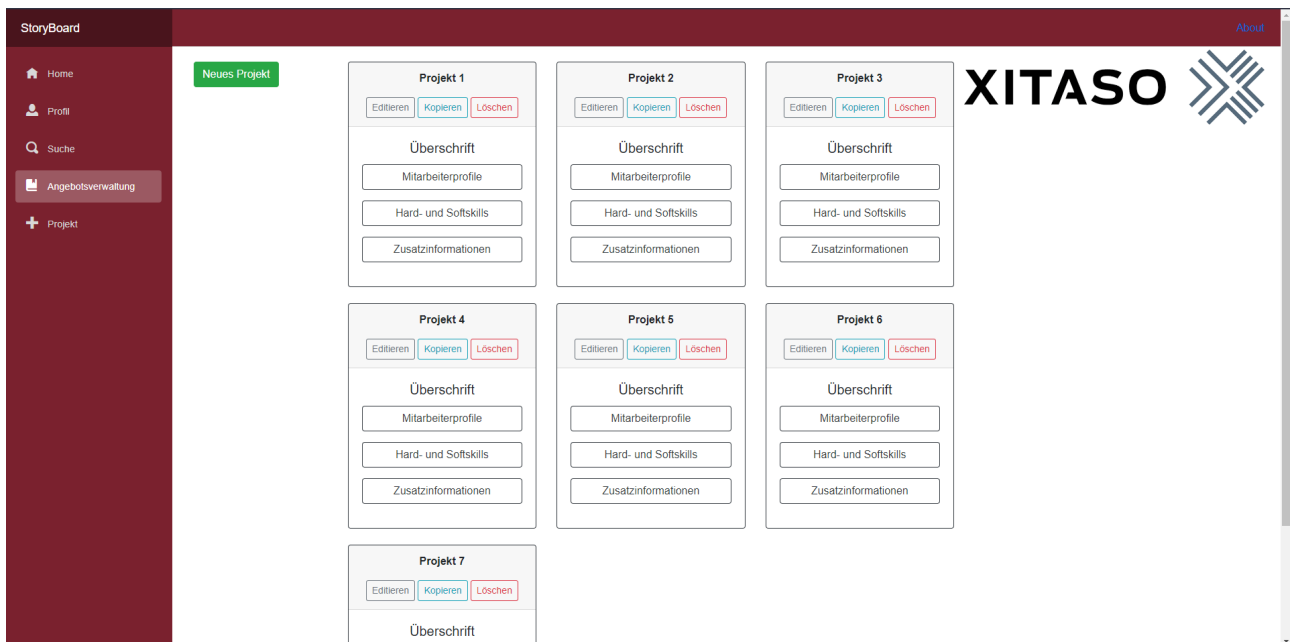 StoryBoard
About
Home
Profil
Suche
Angebotsverwaltung
Projekt
Neues Projekt
XITASO
Projekt 1 Projekt 2 Projekt 3
Editieren Kopieren Löschen Editieren Kopieren Löschen Editieren Kopieren Löschen
Überschrift Überschrift Überschrift
Mitarbeiterprofile Mitarbeiterprofile Mitarbeiterprofile
Hard- und Softskills Hard- und Softskills Hard- und Softskills
Zusatzinformationen Zusatzinformationen Zusatzinformationen
Projekt 4 Projekt 5 Projekt 6
Editieren Kopieren Löschen Editieren Kopieren Löschen Editieren Kopieren Löschen
Überschrift Überschrift Überschrift
Mitarbeiterprofile Mitarbeiterprofile Mitarbeiterprofile
Hard- und Softskills Hard- und Softskills Hard- und Softskills
Zusatzinformationen Zusatzinformationen Zusatzinformationen
Projekt 7
Editieren Kopieren Löschen
Überschrift